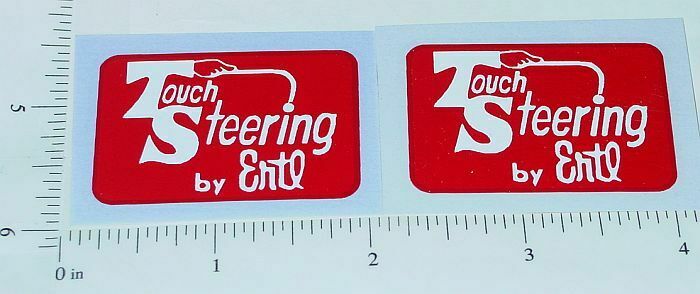 Touch
Steering
by Ertl
Touch
Steering
by Ertl
5
6
0 in 1 2 3 4